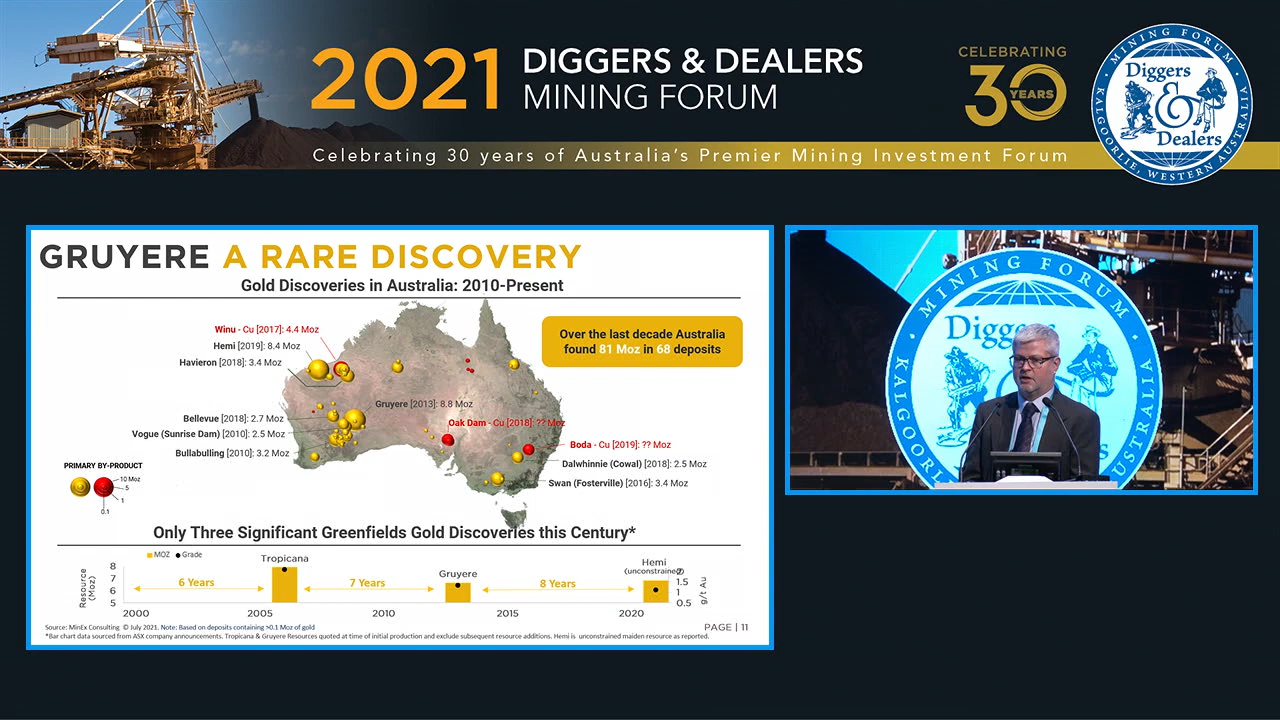 2021 DIGGERS & DEALERS
MINING FORUM
CELEBRATING
30 YEARS
Celebrating 30 years of Australia's Premier Mining Investment Forum
MINING FORUM
Diggers
&
Dealers
KALGOORLIE, WESTERN AUSTRALIA
GRUYERE A RARE DISCOVERY
Gold Discoveries in Australia: 2010-Present
Over the last decade Australia
found 81 Moz in 68 deposits
Winu - Cu [2017]: 4.4 Moz
Hemi [2019]: 8.4 Moz
Havieron [2018]: 3.4 Moz
Gruyere [2013]: 8.8 Moz
Bellevue [2018]: 2.7 Moz
Oak Dam - Cu [2018]: ?? Moz
Vogue (Sunrise Dam) [2010]: 2.5 Moz
Boda - Cu [2019]: ?? Moz
Bullabulling [2010]: 3.2 Moz
Dalwhinnie (Cowal) [2018]: 2.5 Moz
Swan (Fosterville) [2016]: 3.4 Moz
PRIMARY BY-PRODUCT
10 Moz
5
1
0.1
Only Three Significant Greenfields Gold Discoveries this Century*
MOZ Grade
Tropicana
Gruyere
Hemi
(unconstrained)
Resource
(Moz)
8
7
6
5
6 Years
7 Years
8 Years
2
1.5
1
0.5
g/t Au
2000 2005 2010 2015 2020
Source: MinEx Consulting © July 2021. Note: Based on deposits containing >0.1 Moz of gold
PAGE | 11
*Bar chart data sourced from ASX company announcements. Tropicana & Gruyere Resources quoted at time of initial production and exclude subsequent resource additions. Hemi is unconstrained maiden resource as reported.
MINING FORUM
Diggers